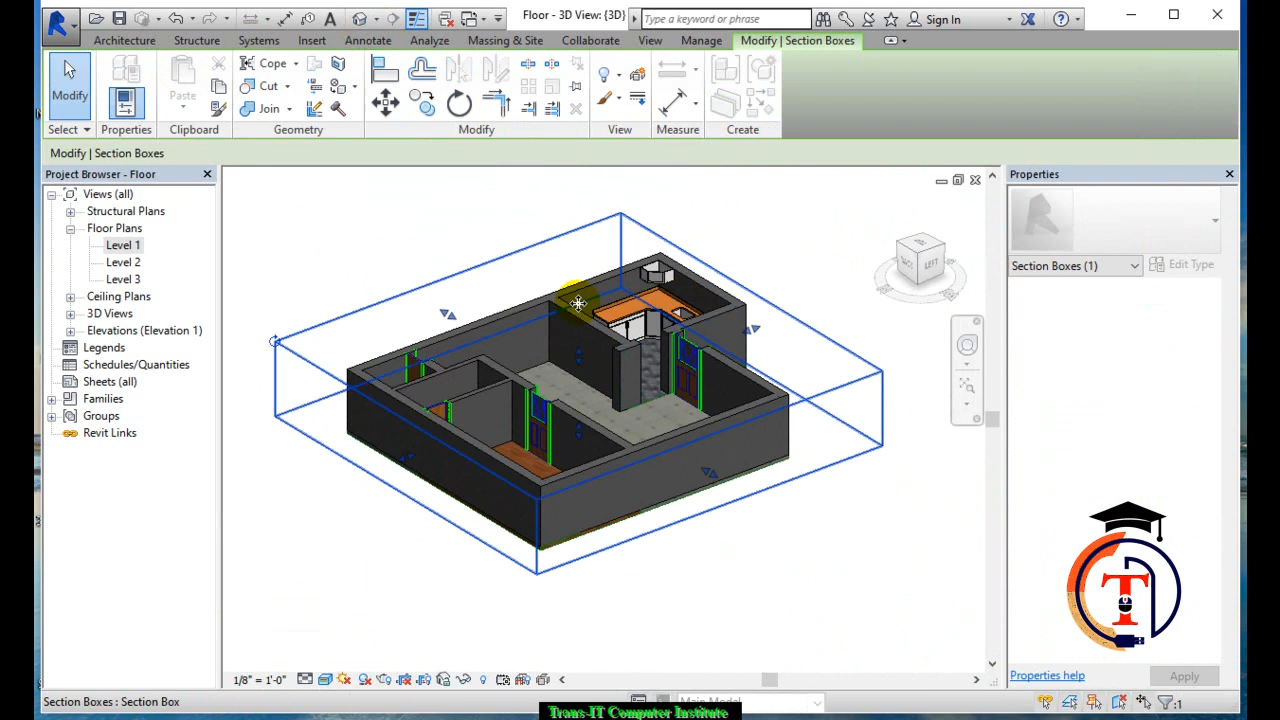 Floor - 3D View: {3D}
Type a keyword or phrase
Sign In
Architecture Structure Systems Insert Annotate Analyze Massing & Site Collaborate View Manage Modify | Section Boxes
Modify
Paste
Cope
Cut
Join
Select Properties Clipboard Geometry Modify View Measure Create
Modify | Section Boxes
Project Browser - Floor
Views (all)
Structural Plans
Floor Plans
Level 1
Level 2
Level 3
Ceiling Plans
3D Views
Elevations (Elevation 1)
Legends
Schedules/Quantities
Sheets (all)
Families
Groups
Revit Links
LEFT
Properties
Section Boxes (1)
Edit Type
Properties help
Apply
1/8" = 1'-0"
Section Boxes : Section Box
Main Model
:1
T
Trans-IT Computer Institute